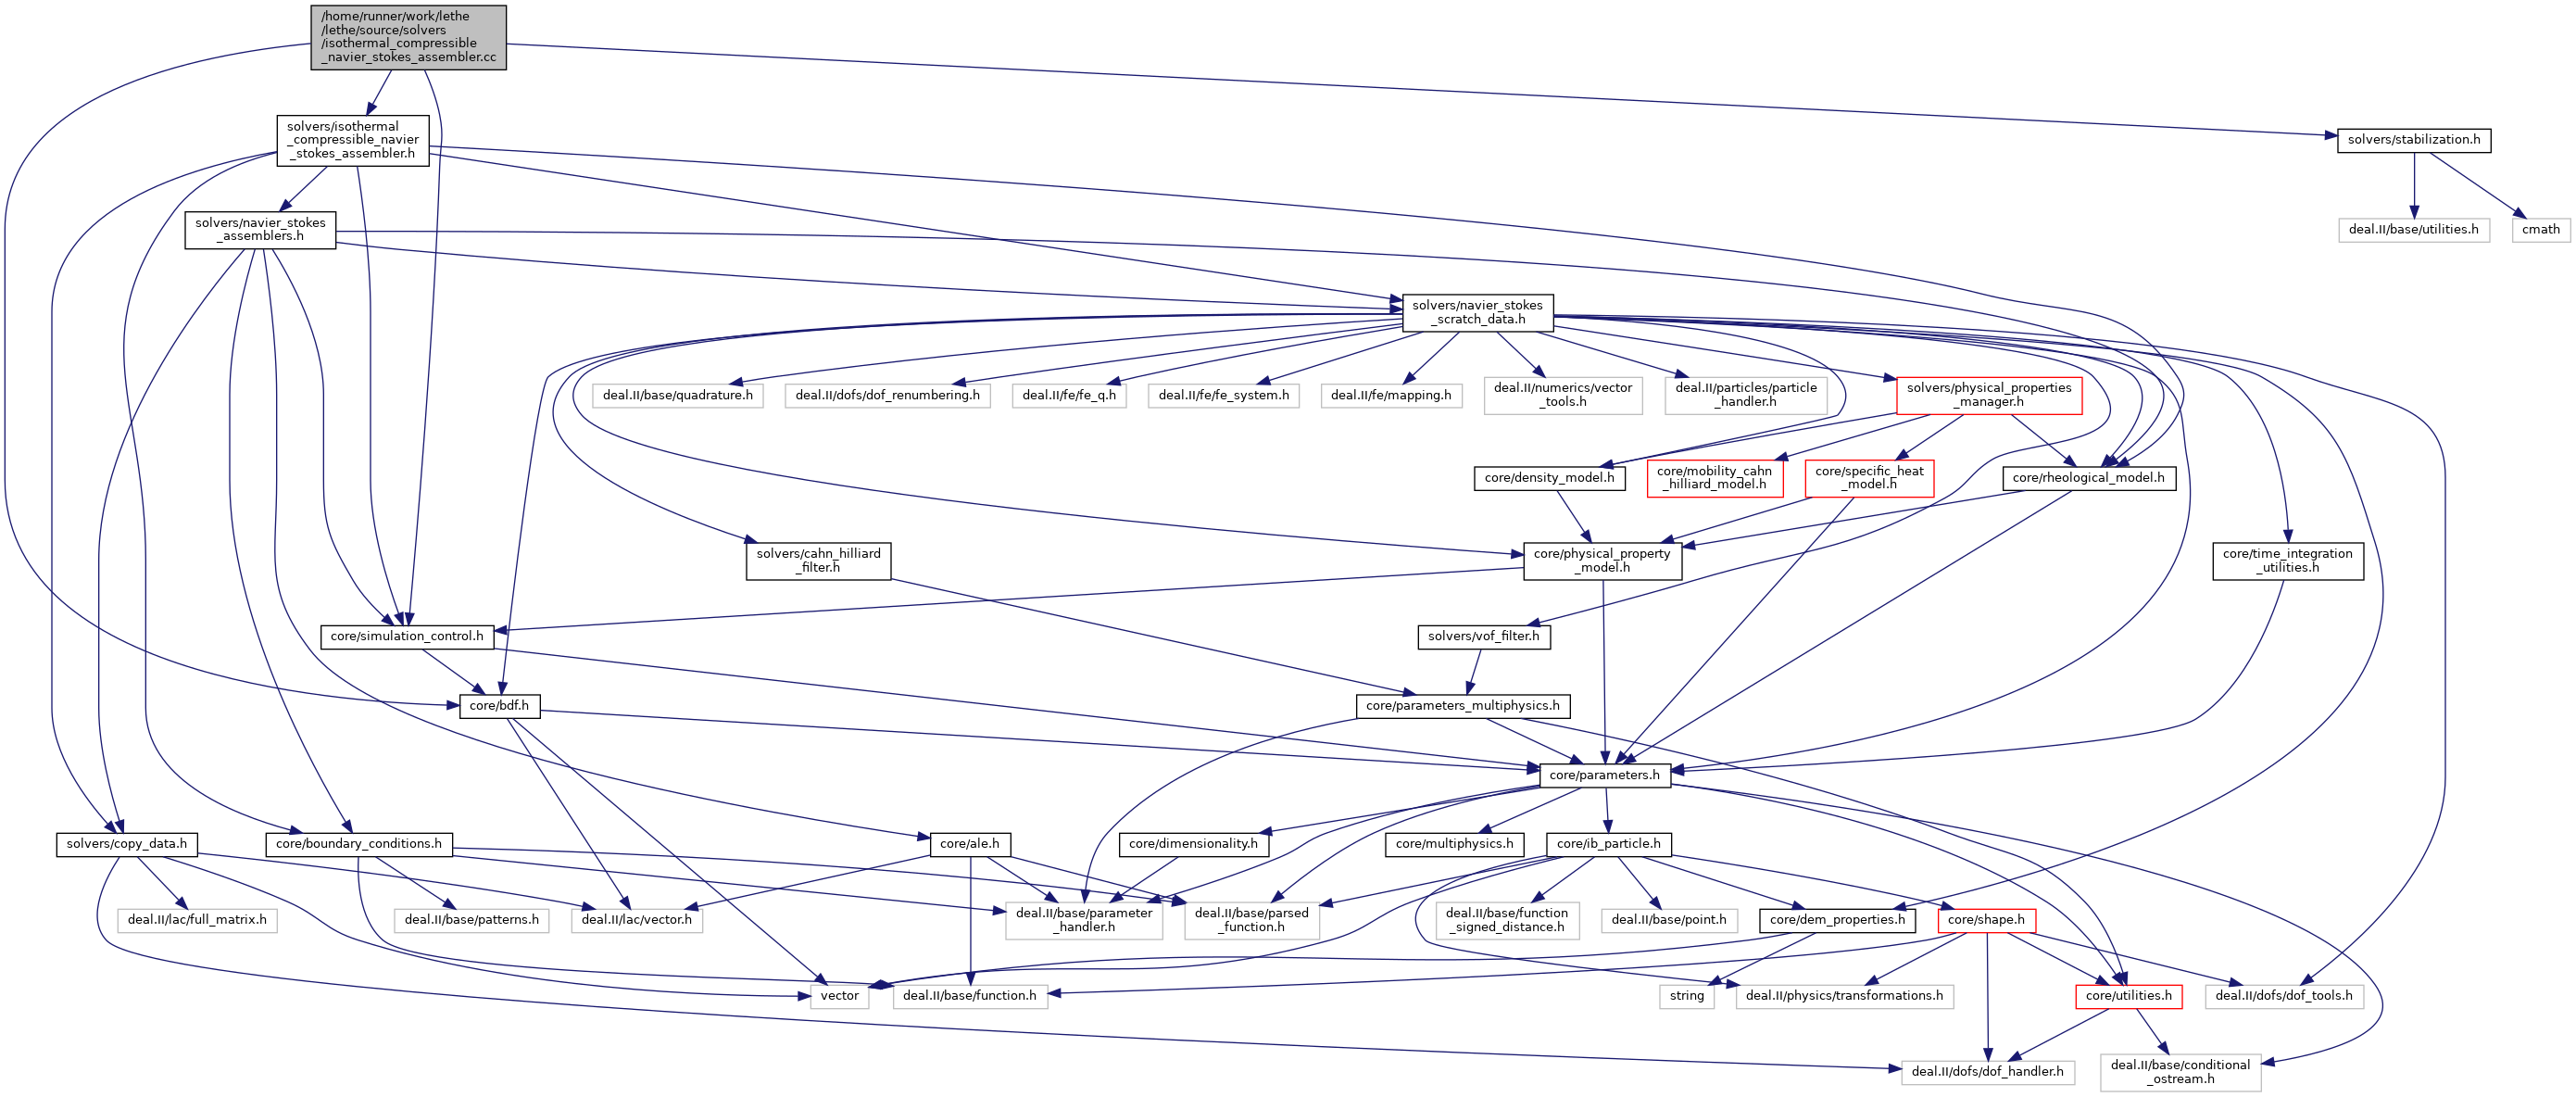 /home/runner/work/lethe
/lethe/source/solvers
/isothermal_compressible
_navier_stokes_assembler.cc
solvers/isothermal
_compressible_navier
_stokes_assembler.h
solvers/stabilization.h
solvers/navier_stokes
_assemblers.h
deal.II/base/utilities.h
cmath
solvers/navier_stokes
_scratch_data.h
deal.II/base/quadrature.h
deal.II/dofs/dof_renumbering.h
deal.II/fe/fe_q.h
deal.II/fe/fe_system.h
deal.II/fe/mapping.h
deal.II/numerics/vector
_tools.h
deal.II/particles/particle
_handler.h
solvers/physical_properties
_manager.h
core/density_model.h
core/mobility_cahn
_hilliard_model.h
core/specific_heat
_model.h
core/rheological_model.h
solvers/cahn_hilliard
_filter.h
core/physical_property
_model.h
core/time_integration
_utilities.h
core/simulation_control.h
solvers/vof_filter.h
core/bdf.h
core/parameters_multiphysics.h
core/parameters.h
solvers/copy_data.h
core/boundary_conditions.h
core/ale.h
core/dimensionality.h
core/multiphysics.h
core/ib_particle.h
deal.II/lac/full_matrix.h
deal.II/base/patterns.h
deal.II/lac/vector.h
deal.II/base/parameter
_handler.h
deal.II/base/parsed
_function.h
deal.II/base/function
_signed_distance.h
deal.II/base/point.h
core/dem_properties.h
core/shape.h
vector
deal.II/base/function.h
string
deal.II/physics/transformations.h
core/utilities.h
deal.II/dofs/dof_tools.h
deal.II/dofs/dof_handler.h
deal.II/base/conditional
_ostream.h